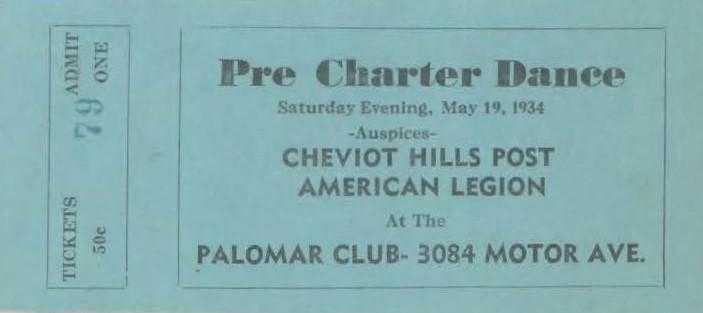 TICKETS 79 ADMIT
50c ONE
Pre Charter Dance
Saturday Evening, May 19, 1934
-Auspices-
CHEVIOT HILLS POST
AMERICAN LEGION
At The
PALOMAR CLUB- 3084 MOTOR AVE.